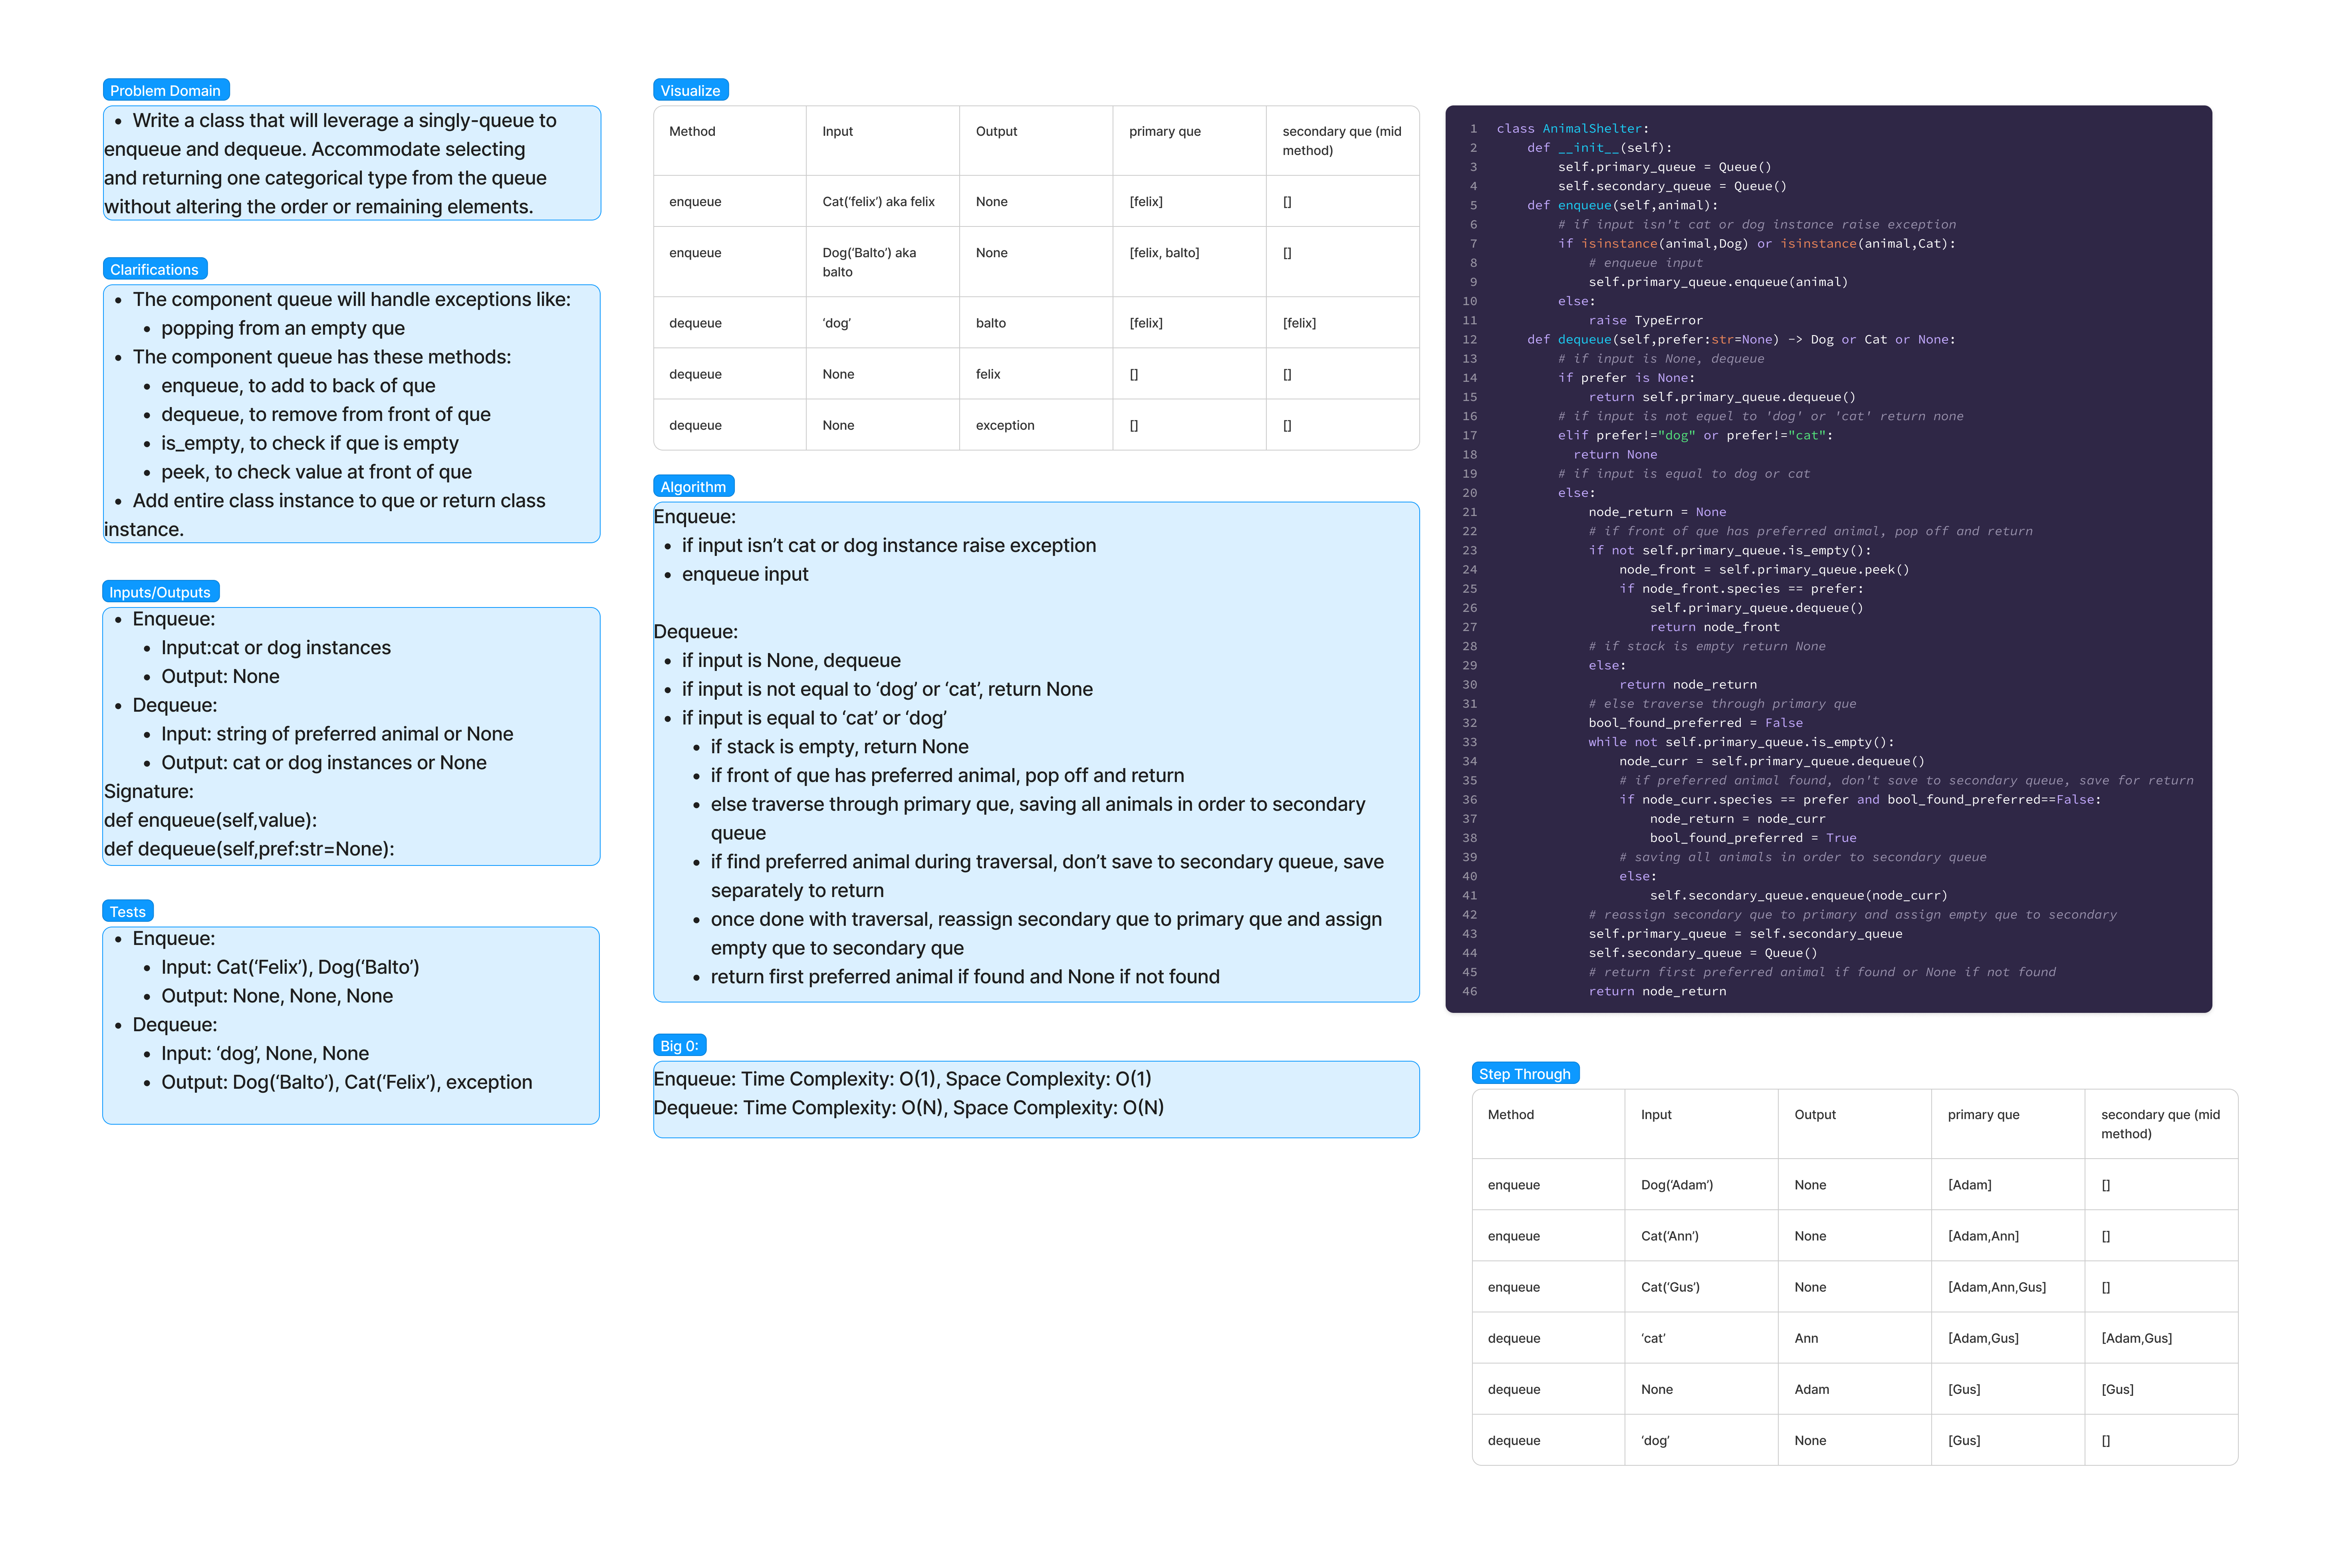 Problem Domain
• Write a class that will leverage a singly-queue to
enqueue and dequeue. Accommodate selecting
and returning one categorical type from the queue
without altering the order or remaining elements.
Clarifications
• The component queue will handle exceptions like:
• popping from an empty que
• The component queue has these methods:
• enqueue, to add to back of que
• dequeue, to remove from front of que
• is_empty, to check if que is empty
• peek, to check value at front of que
• Add entire class instance to que or return class
instance.
Inputs/Outputs
• Enqueue:
• Input:cat or dog instances
• Output: None
• Dequeue:
• Input: string of preferred animal or None
• Output: cat or dog instances or None
Signature:
def enqueue(self,value):
def dequeue(self,pref:str=None):
Tests
• Enqueue:
• Input: Cat(‘Felix’), Dog(‘Balto’)
• Output: None, None, None
• Dequeue:
• Input: ‘dog’, None, None
• Output: Dog(‘Balto’), Cat(‘Felix’), exception
Visualize
Method Input Output primary que secondary que (mid
method)
enqueue Cat(‘felix’) aka felix None [felix] []
enqueue Dog(‘Balto’) aka None [felix, balto] []
balto
dequeue ‘dog’ balto [felix] [felix]
dequeue None felix [] []
dequeue None exception [] []
Algorithm
Enqueue:
• if input isn’t cat or dog instance raise exception
• enqueue input
Dequeue:
• if input is None, dequeue
• if input is not equal to ‘dog’ or ‘cat’, return None
• if input is equal to ‘cat’ or ‘dog’
• if stack is empty, return None
• if front of que has preferred animal, pop off and return
• else traverse through primary que, saving all animals in order to secondary
queue
• if find preferred animal during traversal, don’t save to secondary queue, save
separately to return
• once done with traversal, reassign secondary que to primary que and assign
empty que to secondary que
• return first preferred animal if found and None if not found
Big 0:
Enqueue: Time Complexity: O(1), Space Complexity: O(1)
Dequeue: Time Complexity: O(N), Space Complexity: O(N)
1 class AnimalShelter:
2 def __init__(self):
3 self.primary_queue = Queue()
4 self.secondary_queue = Queue()
5 def enqueue(self,animal):
6 # if input isn't cat or dog instance raise exception
7 if isinstance(animal,Dog) or isinstance(animal,Cat):
8 # enqueue input
9 self.primary_queue.enqueue(animal)
10 else:
11 raise TypeError
12 def dequeue(self,prefer:str=None) -> Dog or Cat or None:
13 # if input is None, dequeue
14 if prefer is None:
15 return self.primary_queue.dequeue()
16 # if input is not equel to 'dog' or 'cat' return none
17 elif prefer!="dog" or prefer!="cat":
18 return None
19 # if input is equal to dog or cat
20 else:
21 node_return = None
22 # if front of que has preferred animal, pop off and return
23 if not self.primary_queue.is_empty():
24 node_front = self.primary_queue.peek()
25 if node_front.species == prefer:
26 self.primary_queue.dequeue()
27 return node_front
28 # if stack is empty return None
29 else:
30 return node_return
31 # else traverse through primary que
32 bool_found_preferred = False
33 while not self.primary_queue.is_empty():
34 node_curr = self.primary_queue.dequeue()
35 # if preferred animal found, don't save to secondary queue, save for return
36 if node_curr.species == prefer and bool_found_preferred==False:
37 node_return = node_curr
38 bool_found_preferred = True
39 # saving all animals in order to secondary queue
40 else:
41 self.secondary_queue.enqueue(node_curr)
42 # reassign secondary que to primary and assign empty que to secondary
43 self.primary_queue = self.secondary_queue
44 self.secondary_queue = Queue()
45 # return first preferred animal if found or None if not found
46 return node_return
Step Through
Method Input Output primary que secondary que (mid
method)
enqueue Dog(‘Adam’) None [Adam] []
enqueue Cat(‘Ann’) None [Adam,Ann] []
enqueue Cat(‘Gus’) None [Adam,Ann,Gus] []
dequeue ‘cat’ Ann [Adam,Gus] [Adam,Gus]
dequeue None Adam [Gus] [Gus]
dequeue ‘dog’ None [Gus] []